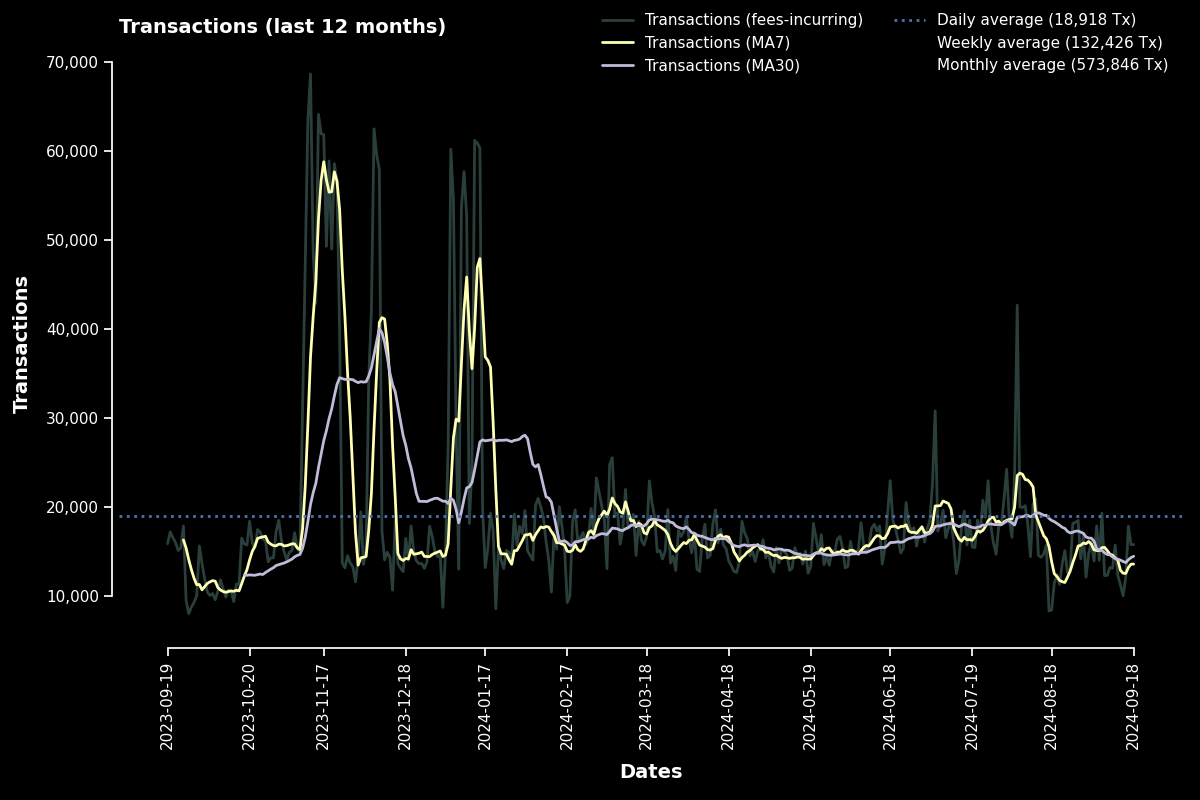 Transactions (last 12 months)
Transactions (fees-incurring)
Transactions (MA7)
Transactions (MA30)
Daily average (18,918 Tx)
Weekly average (132,426 Tx)
Monthly average (573,846 Tx)
Transactions
70,000
60,000
50,000
40,000
30,000
20,000
10,000
2023-09-19
2023-10-20
2023-11-17
2023-12-18
2024-01-17
2024-02-17
2024-03-18
2024-04-18
2024-05-19
2024-06-18
2024-07-19
2024-08-18
2024-09-18
Dates